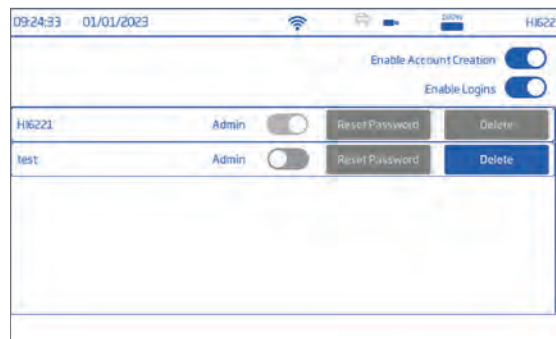 09:24:33 01/01/2023 HI622
Enable Account Creation
Enable Logins
HI6221 Admin Reset Password Delete
test Admin Reset Password Delete